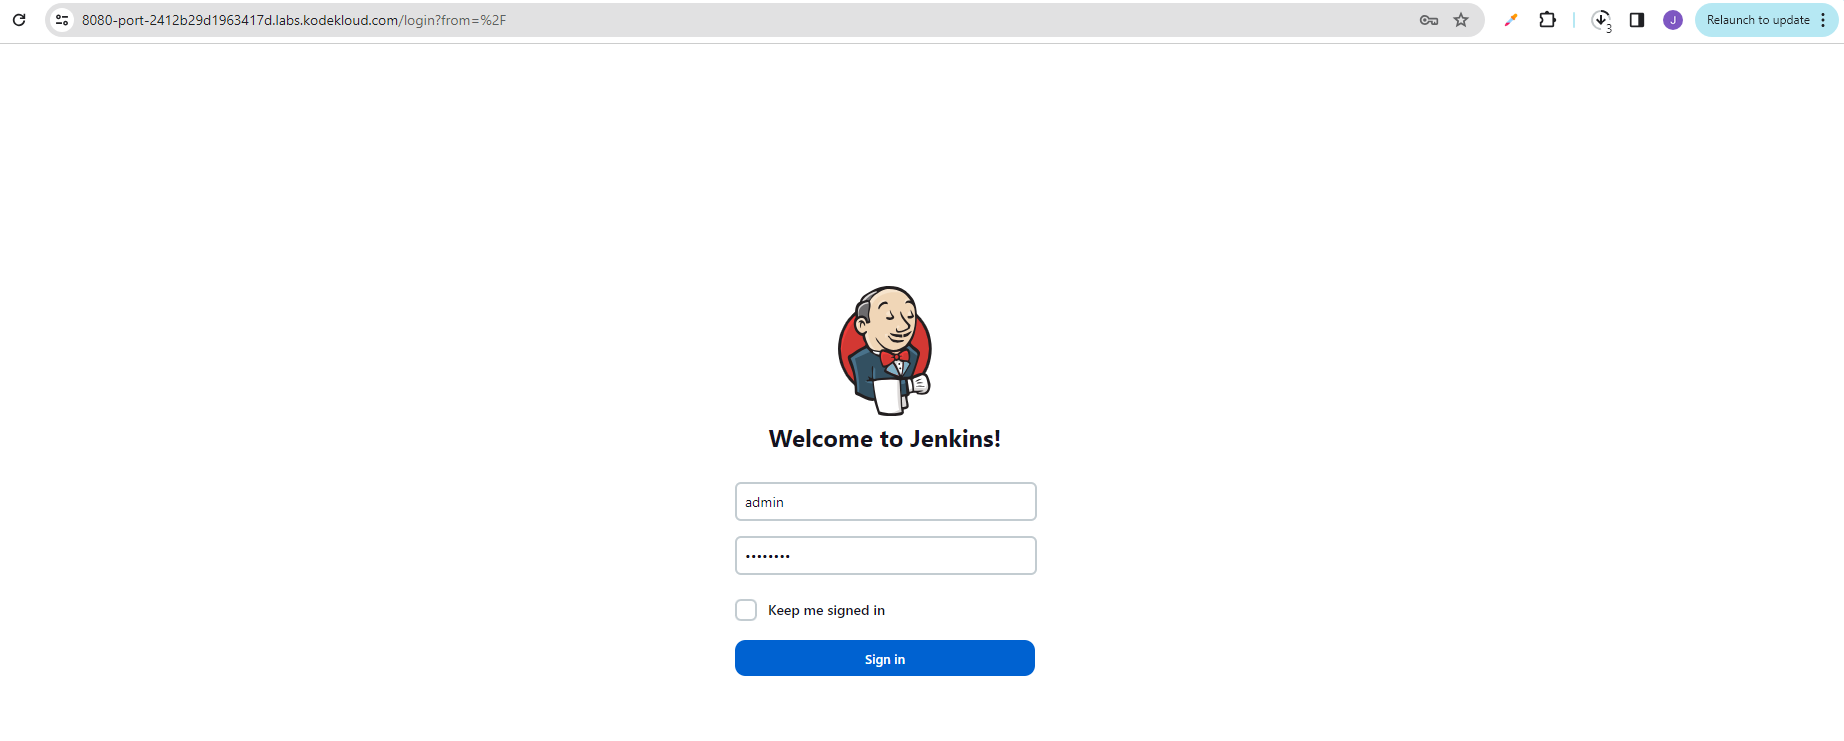 8080-port-2412b29d1963417d.labs.kodekloud.com/login?from=%2F
3
J
Relaunch to update
Welcome to Jenkins!
admin
••••••••
Keep me signed in
Sign in